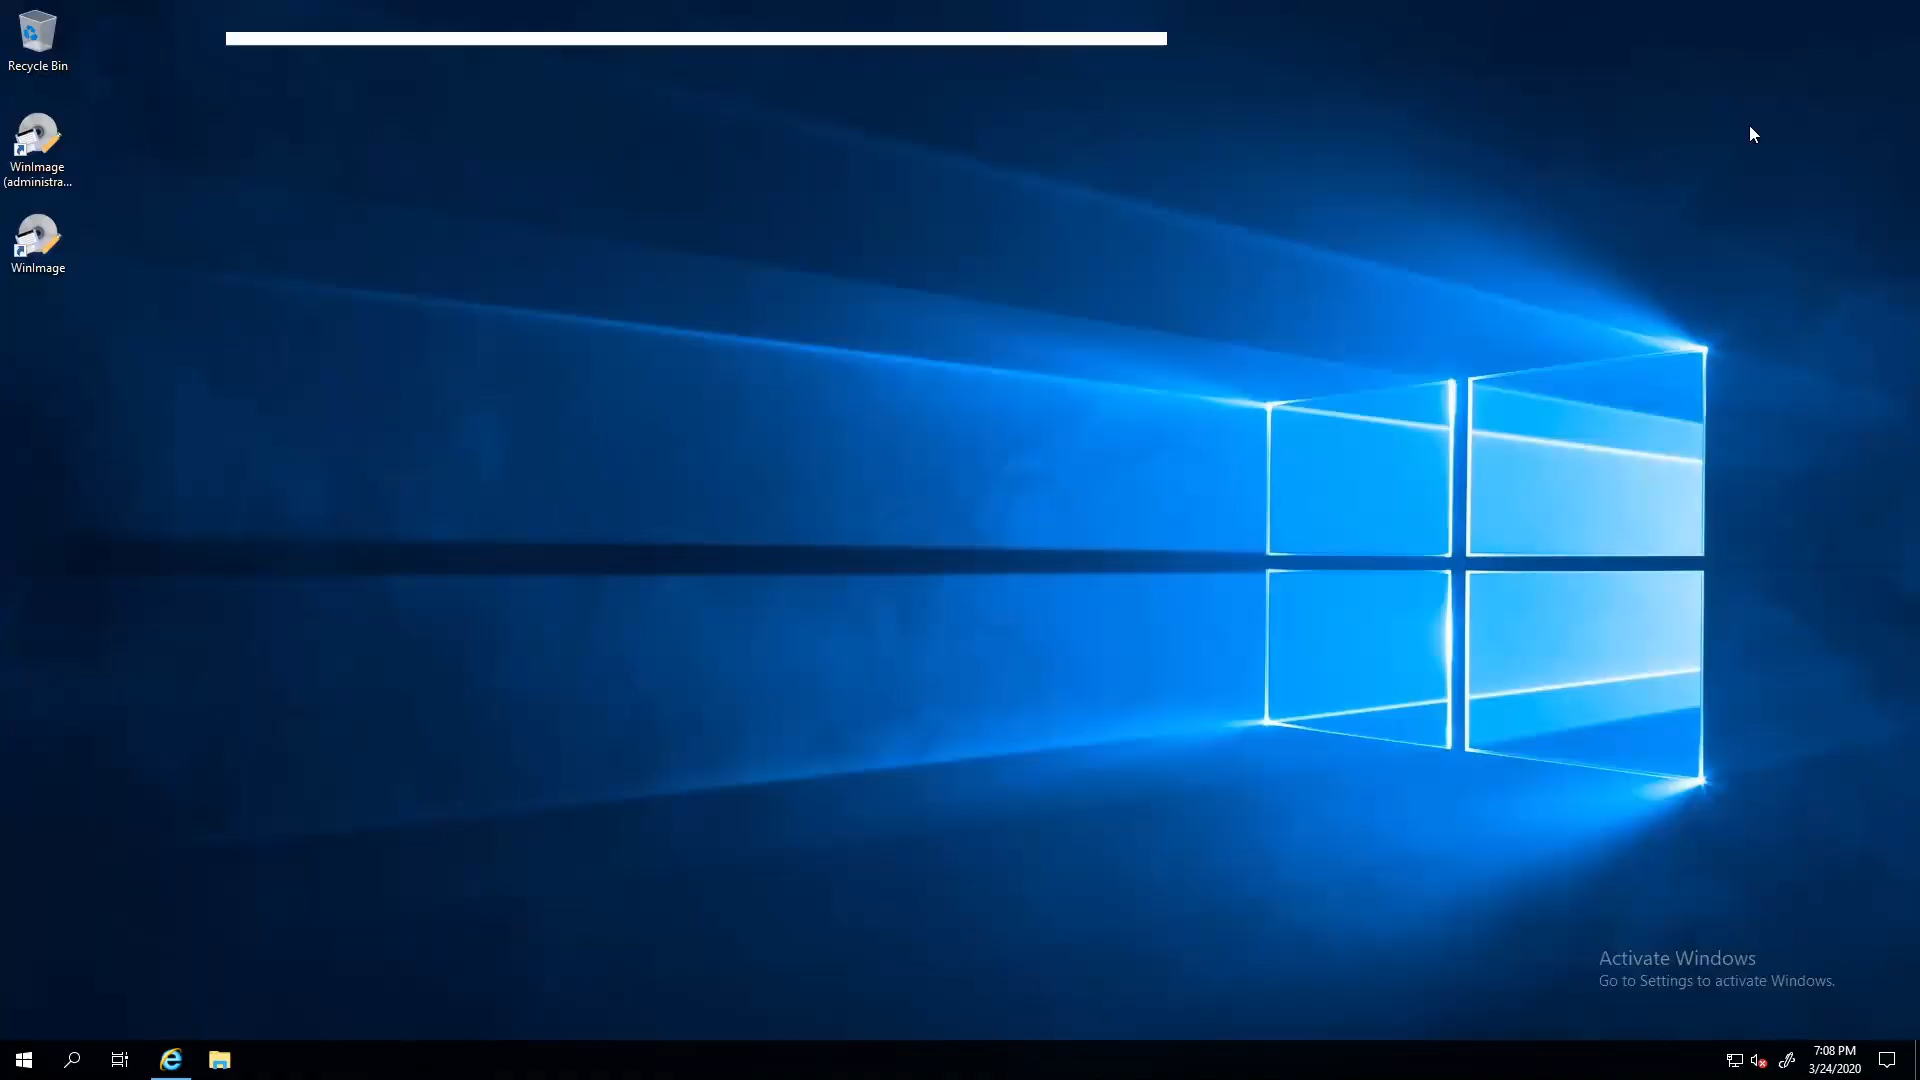 Recycle Bin
WinImage
(administra...
WinImage
Activate Windows
Go to Settings to activate Windows.
7:08 PM
3/24/2020